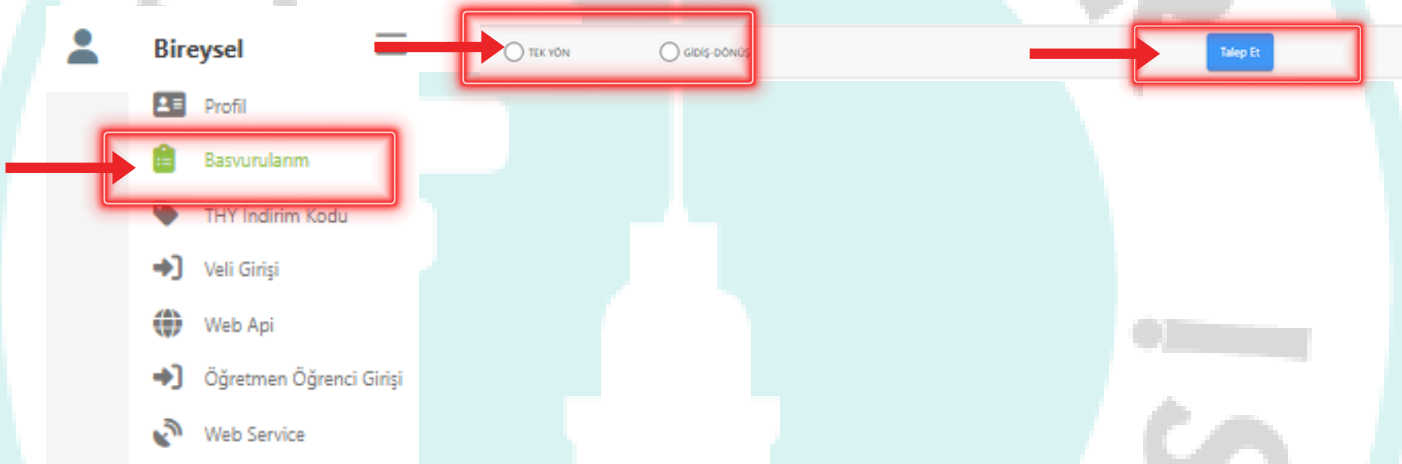 Bireysel
TEK YÖN
GİDİŞ-DÖNÜŞ
Talep Et
Profil
Basvurularım
THY İndirim Kodu
Veli Girişi
Web Api
Öğretmen Öğrenci Girişi
Web Service